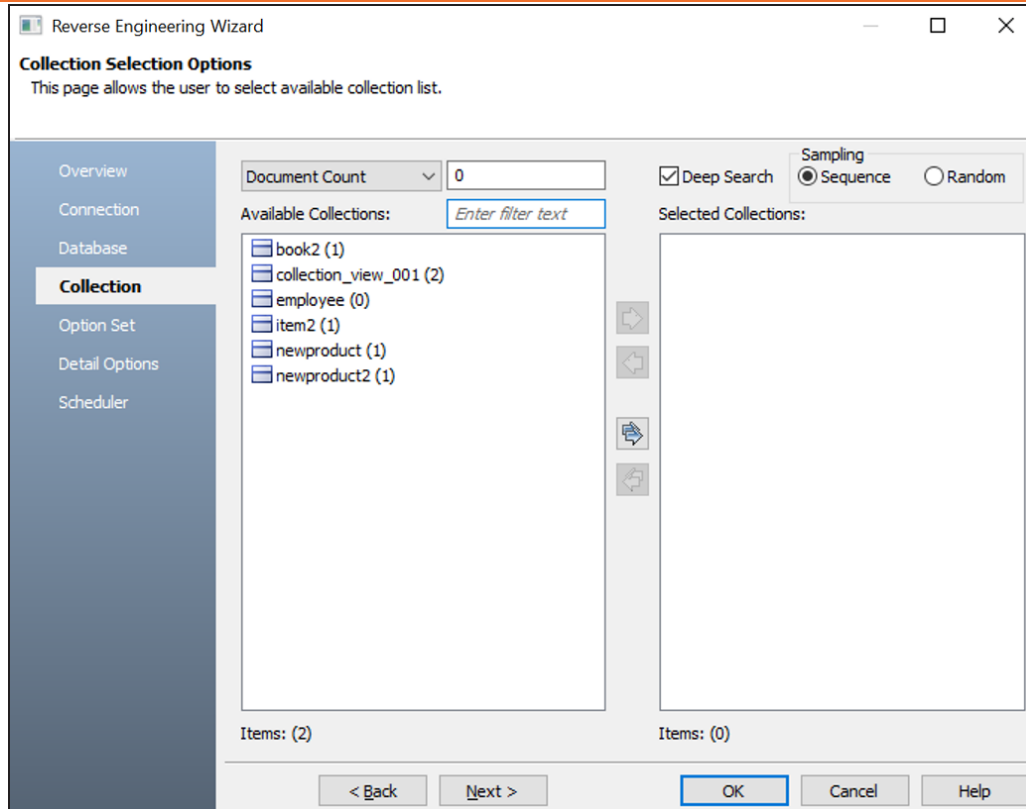 Reverse Engineering Wizard
Collection Selection Options
This page allows the user to select available collection list.
Overview
Connection
Database
Collection
Option Set
Detail Options
Scheduler
Document Count 0
Available Collections: Enter filter text
book2 (1)
collection_view_001 (2)
employee (0)
item2 (1)
newproduct (1)
newproduct2 (1)
Items: (2)
Sampling
Deep Search Sequence Random
Selected Collections:
Items: (0)
< Back Next > OK Cancel Help